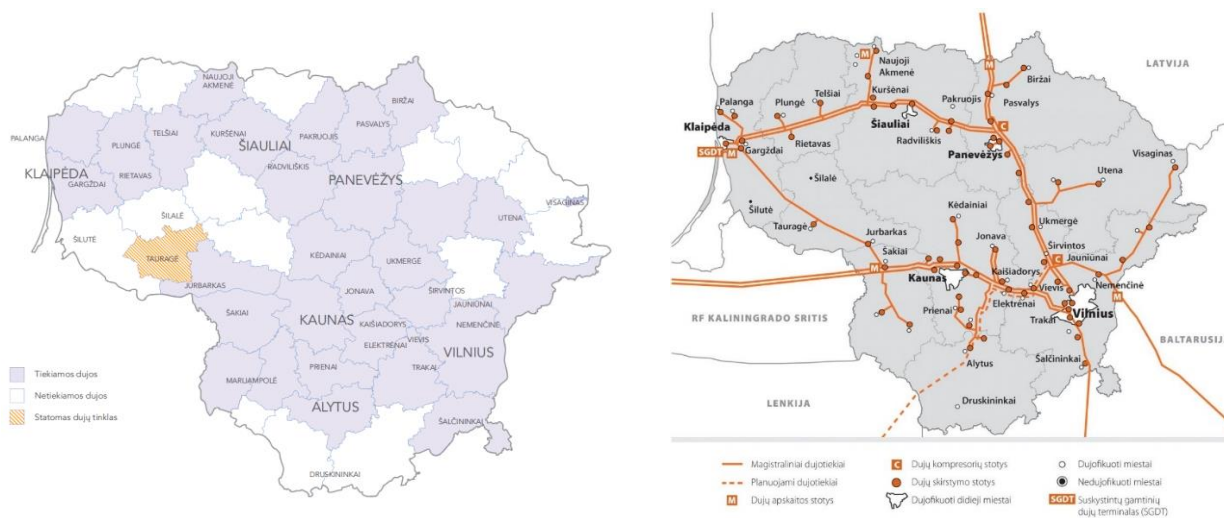 NAUJOJI
AKMENĖ
BIRŽAI
PASVALYS
PALANGA
PLUNGĖ
TELŠIAI
KURŠĖNAI
ŠIAULIAI
PAKRUOJIS
RADVILIŠKIS
KLAIPĖDA
GARGŽDAI
RIETAVAS
PANEVĖŽYS
VISAGINAS
UTENA
ŠILALĖ
ŠILUTĖ
TAURAGĖ
KĖDAINIAI
UKMERGĖ
JURBARKAS
JONAVA
ŠIRVINTOS
JAUNIŪNAI
ŠAKIAI
KAUNAS
KAIŠIADORYS
NEMENČINĖ
ELEKTRĖNAI
VIEVIS
VILNIUS
PRIENAI
TRAKAI
MARIJAMPOLĖ
ALYTUS
ŠALČININKAI
DRUSKININKAI
Tiekiamos dujos
Netiekiamos dujos
Statomas dujų tinklas
M
Naujoji
Akmenė
M
Biržai
LATVIJA
Palanga
Plungė
Telšiai
Kuršėnai
Pakruojis
Pasvalys
Klaipėda
Šiauliai
C
SGDT M
Gargždai
Rietavas
Radviliškis
Panevėžys
Visaginas
Šilalė
Utena
Šilutė
Kėdainiai
Tauragė
Ukmergė
Jurbarkas
Jonava
Širvintos
Šakiai
C
Jauniūnai
M
Kaunas
Kaišiadorys
Nemenčinė
Vievis
M
Elektrėnai
Vilnius
Prienai
Trakai
RF KALININGRADO SRITIS
BALTARUSIJA
Alytus
Šalčininkai
LENKIJA
Druskininkai
Magistraliniai dujotiekiai
Planuojami dujotiekiai
M Dujų apskaitos stotys
C Dujų kompresorių stotys
Dujų skirstymo stotys
Dujofikuoti didieji miestai
Dujofikuoti miestai
Nedujofikuoti miestai
SGDT Suskystintų gamtinių
dujų terminalas (SGDT)